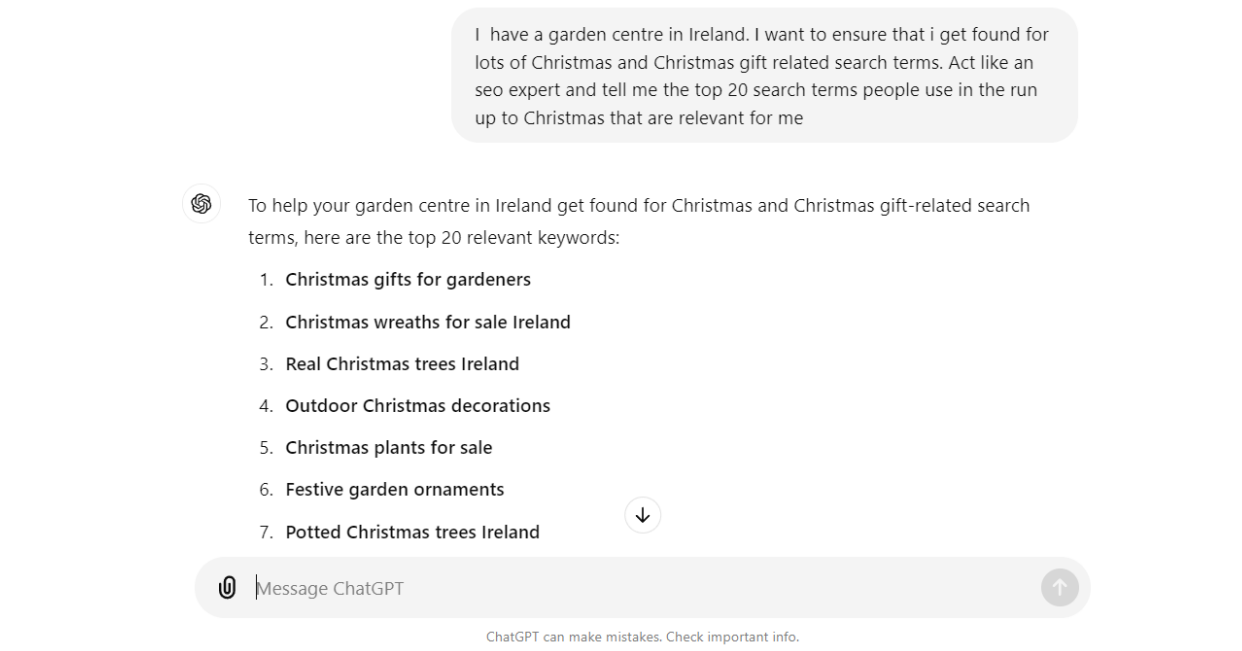 I  have a garden centre in Ireland. I want to ensure that i get found for
lots of Christmas and Christmas gift related search terms. Act like an
seo expert and tell me the top 20 search terms people use in the run
up to Christmas that are relevant for me
To help your garden centre in Ireland get found for Christmas and Christmas gift-related search
terms, here are the top 20 relevant keywords:
1. Christmas gifts for gardeners
2. Christmas wreaths for sale Ireland
3. Real Christmas trees Ireland
4. Outdoor Christmas decorations
5. Christmas plants for sale
6. Festive garden ornaments
7. Potted Christmas trees Ireland
Message ChatGPT
ChatGPT can make mistakes. Check important info.